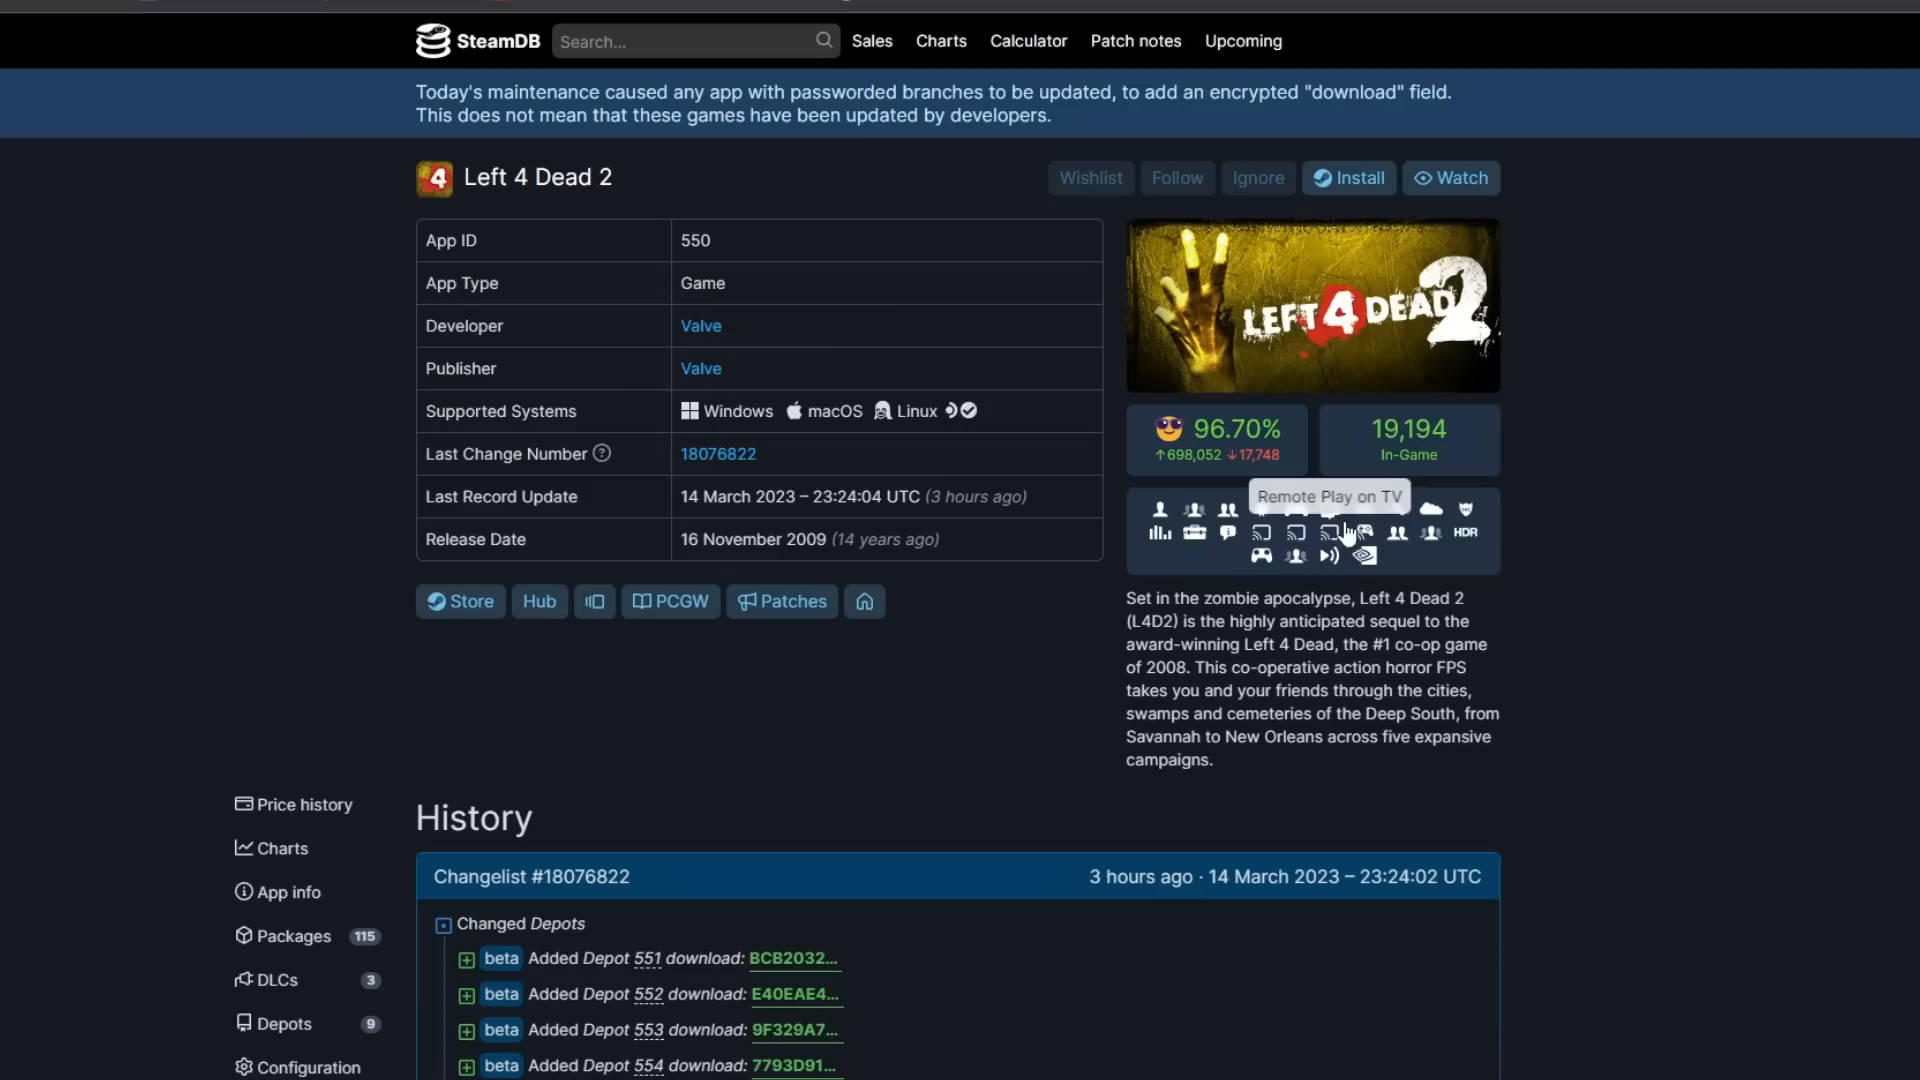 SteamDB
Search...
Sales
Charts
Calculator
Patch notes
Upcoming
Today's maintenance caused any app with passworded branches to be updated, to add an encrypted "download" field.
This does not mean that these games have been updated by developers.
4 Left 4 Dead 2
Wishlist
Follow
Ignore
Install
Watch
App ID 550
App Type Game
Developer Valve
Publisher Valve
Supported Systems Windows macOS Linux
Last Change Number ? 18076822
Last Record Update 14 March 2023 – 23:24:04 UTC (3 hours ago)
Release Date 16 November 2009 (14 years ago)
Store
Hub
PCGW
Patches
LEFT 4 DEAD 2
96.70%
↑698,052 ↓17,748
19,194
In-Game
Remote Play on TV
HDR
Set in the zombie apocalypse, Left 4 Dead 2
(L4D2) is the highly anticipated sequel to the
award-winning Left 4 Dead, the #1 co-op game
of 2008. This co-operative action horror FPS
takes you and your friends through the cities,
swamps and cemeteries of the Deep South, from
Savannah to New Orleans across five expansive
campaigns.
Price history
Charts
App info
Packages 115
DLCs 3
Depots 9
Configuration
History
Changelist #18076822
3 hours ago · 14 March 2023 – 23:24:02 UTC
Changed Depots
beta Added Depot 551 download: BCB2032...
beta Added Depot 552 download: E40EAE4...
beta Added Depot 553 download: 9F329A7...
beta Added Depot 554 download: 7793D91...